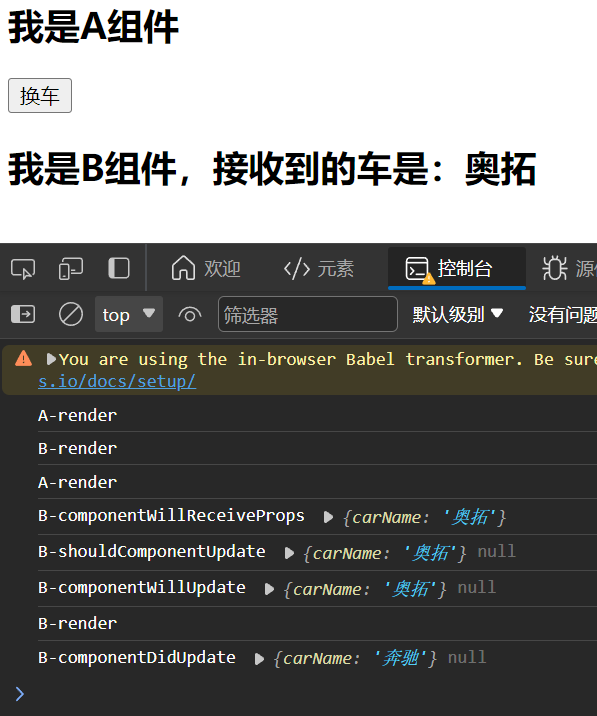 我是A组件
换车
我是B组件，接收到的车是：奥拓
欢迎 元素 控制台
top 筛选器 默认级别 没有问题
You are using the in-browser Babel transformer. Be sure
s.io/docs/setup/
A-render
B-render
A-render
B-componentWillReceiveProps {carName: '奥拓'}
B-shouldComponentUpdate {carName: '奥拓'} null
B-componentWillUpdate {carName: '奥拓'} null
B-render
B-componentDidUpdate {carName: '奔驰'} null